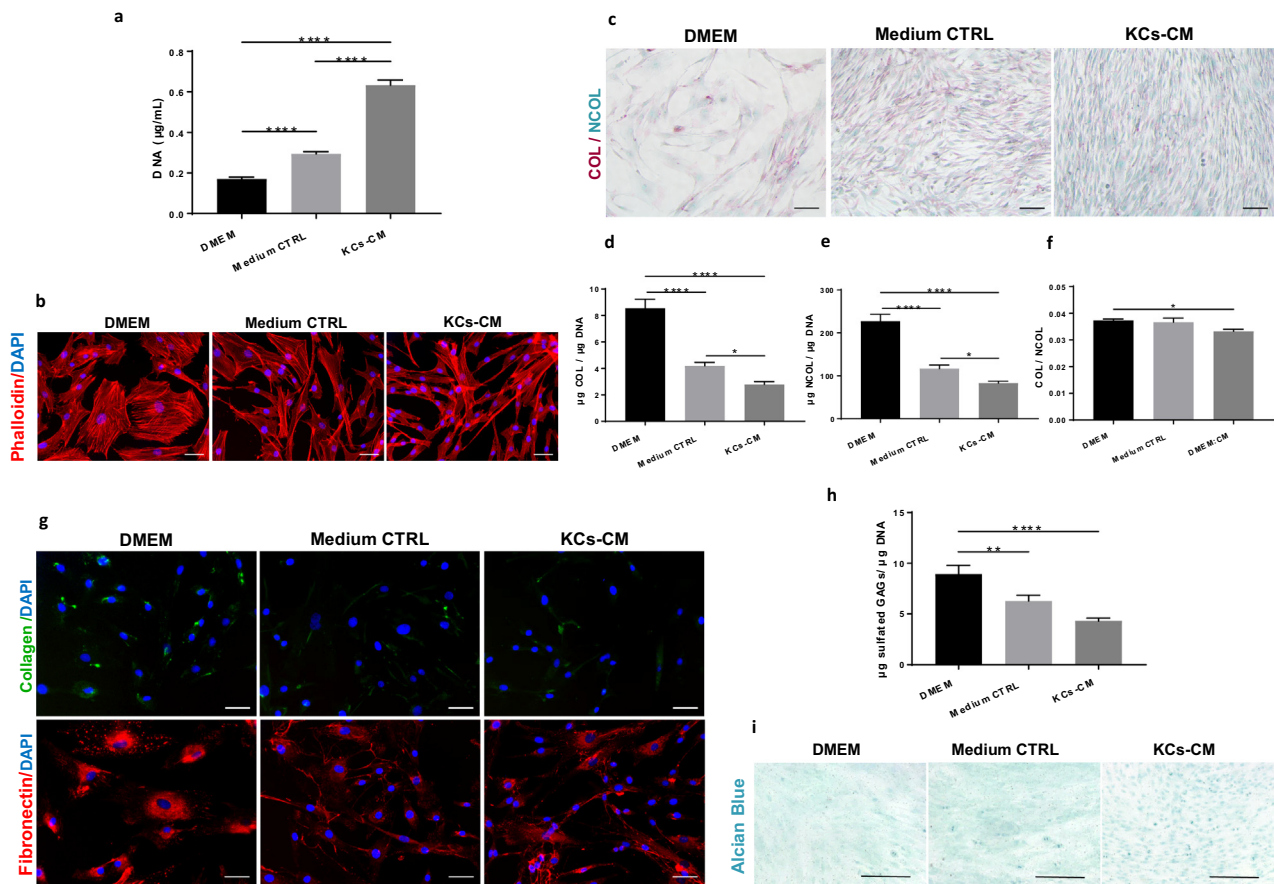 a
DNA (µg/mL)
0.8
0.6
0.4
0.2
0.0
****
****
****
DMEM
Medium CTRL
KCs-CM
b
DMEM
Medium CTRL
KCs-CM
Phalloidin/DAPI
c
DMEM
Medium CTRL
KCs-CM
COL / NCOL
d
µg COL / µg DNA
10
8
6
4
2
0
****
****
*
DMEM
Medium CTRL
KCs-CM
e
µg NCOL / µg DNA
300
200
100
0
****
****
*
DMEM
Medium CTRL
KCs-CM
f
COL / NCOL
0.05
0.04
0.03
0.02
0.01
0.00
*
DMEM
Medium CTRL
DMEM:CM
g
DMEM
Medium CTRL
KCs-CM
Collagen /DAPI
Fibronectin/DAPI
h
µg sulfated GAGs/ µg DNA
15
10
5
0
****
**
DMEM
Medium CTRL
KCs-CM
i
DMEM
Medium CTRL
KCs-CM
Alcian Blue